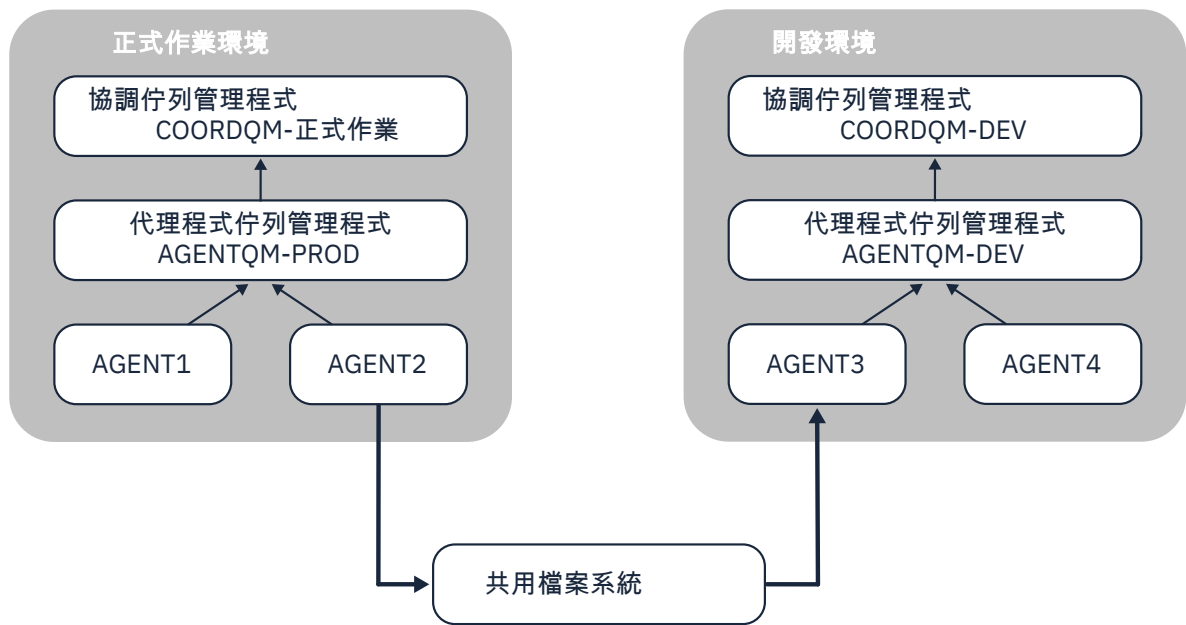 正式作業環境
協調佇列管理程式
COORDQM-正式作業
代理程式佇列管理程式
AGENTQM-PROD
AGENT1
AGENT2
開發環境
協調佇列管理程式
COORDQM-DEV
代理程式佇列管理程式
AGENTQM-DEV
AGENT3
AGENT4
共用檔案系統